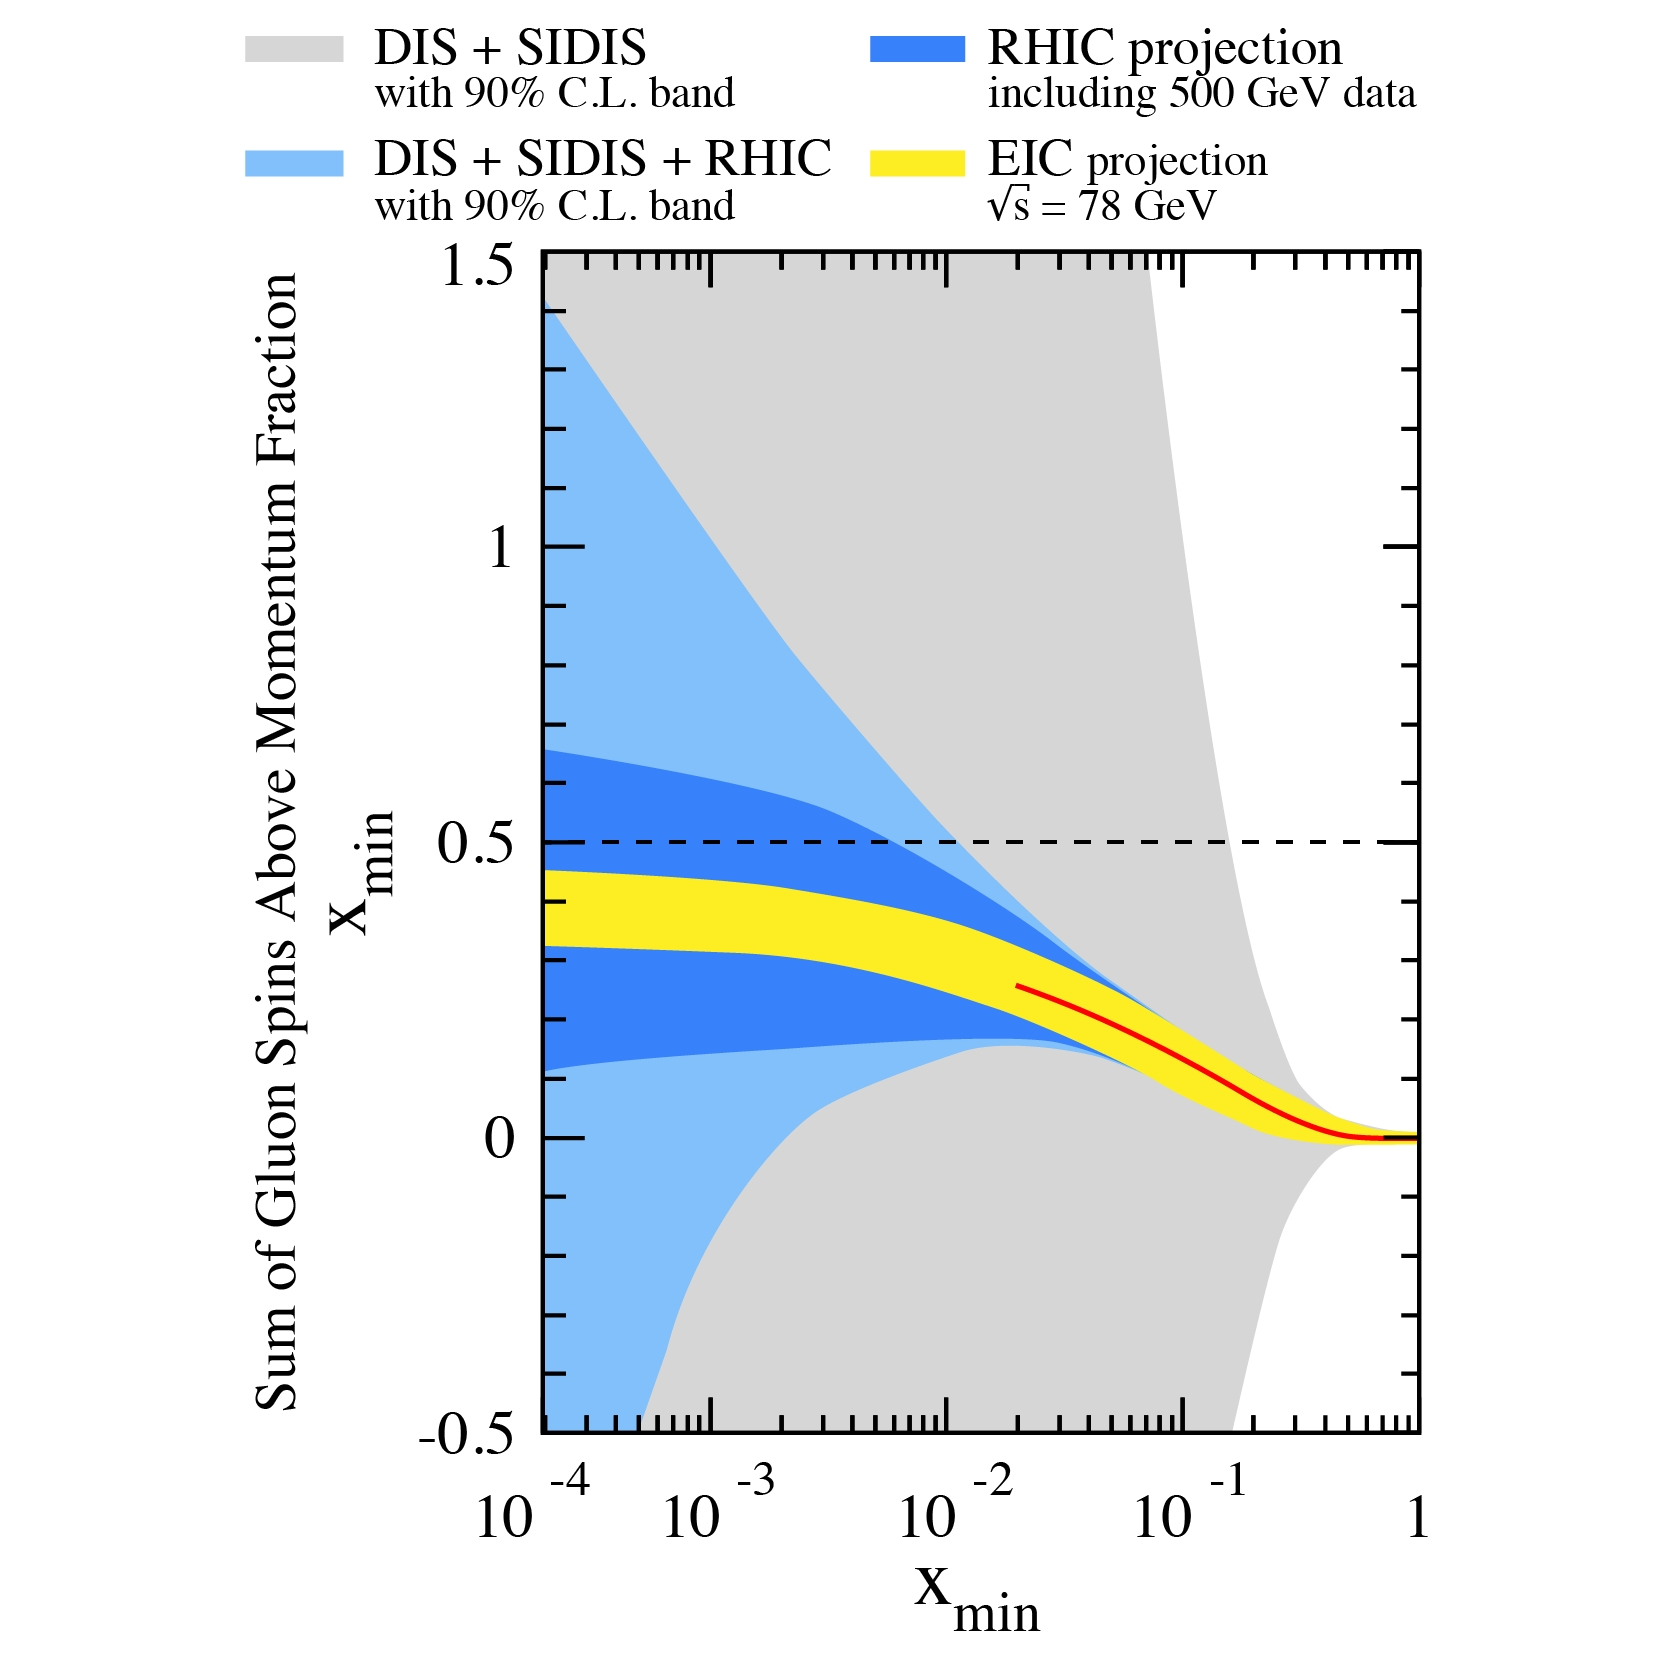 DIS + SIDIS
with 90% C.L. band
RHIC projection
including 500 GeV data
DIS + SIDIS + RHIC
with 90% C.L. band
EIC projection
√s = 78 GeV
Sum of Gluon Spins Above Momentum Fraction
x_min
1.5
1
0.5
0
-0.5
10^-4
10^-3
10^-2
10^-1
1
x_min